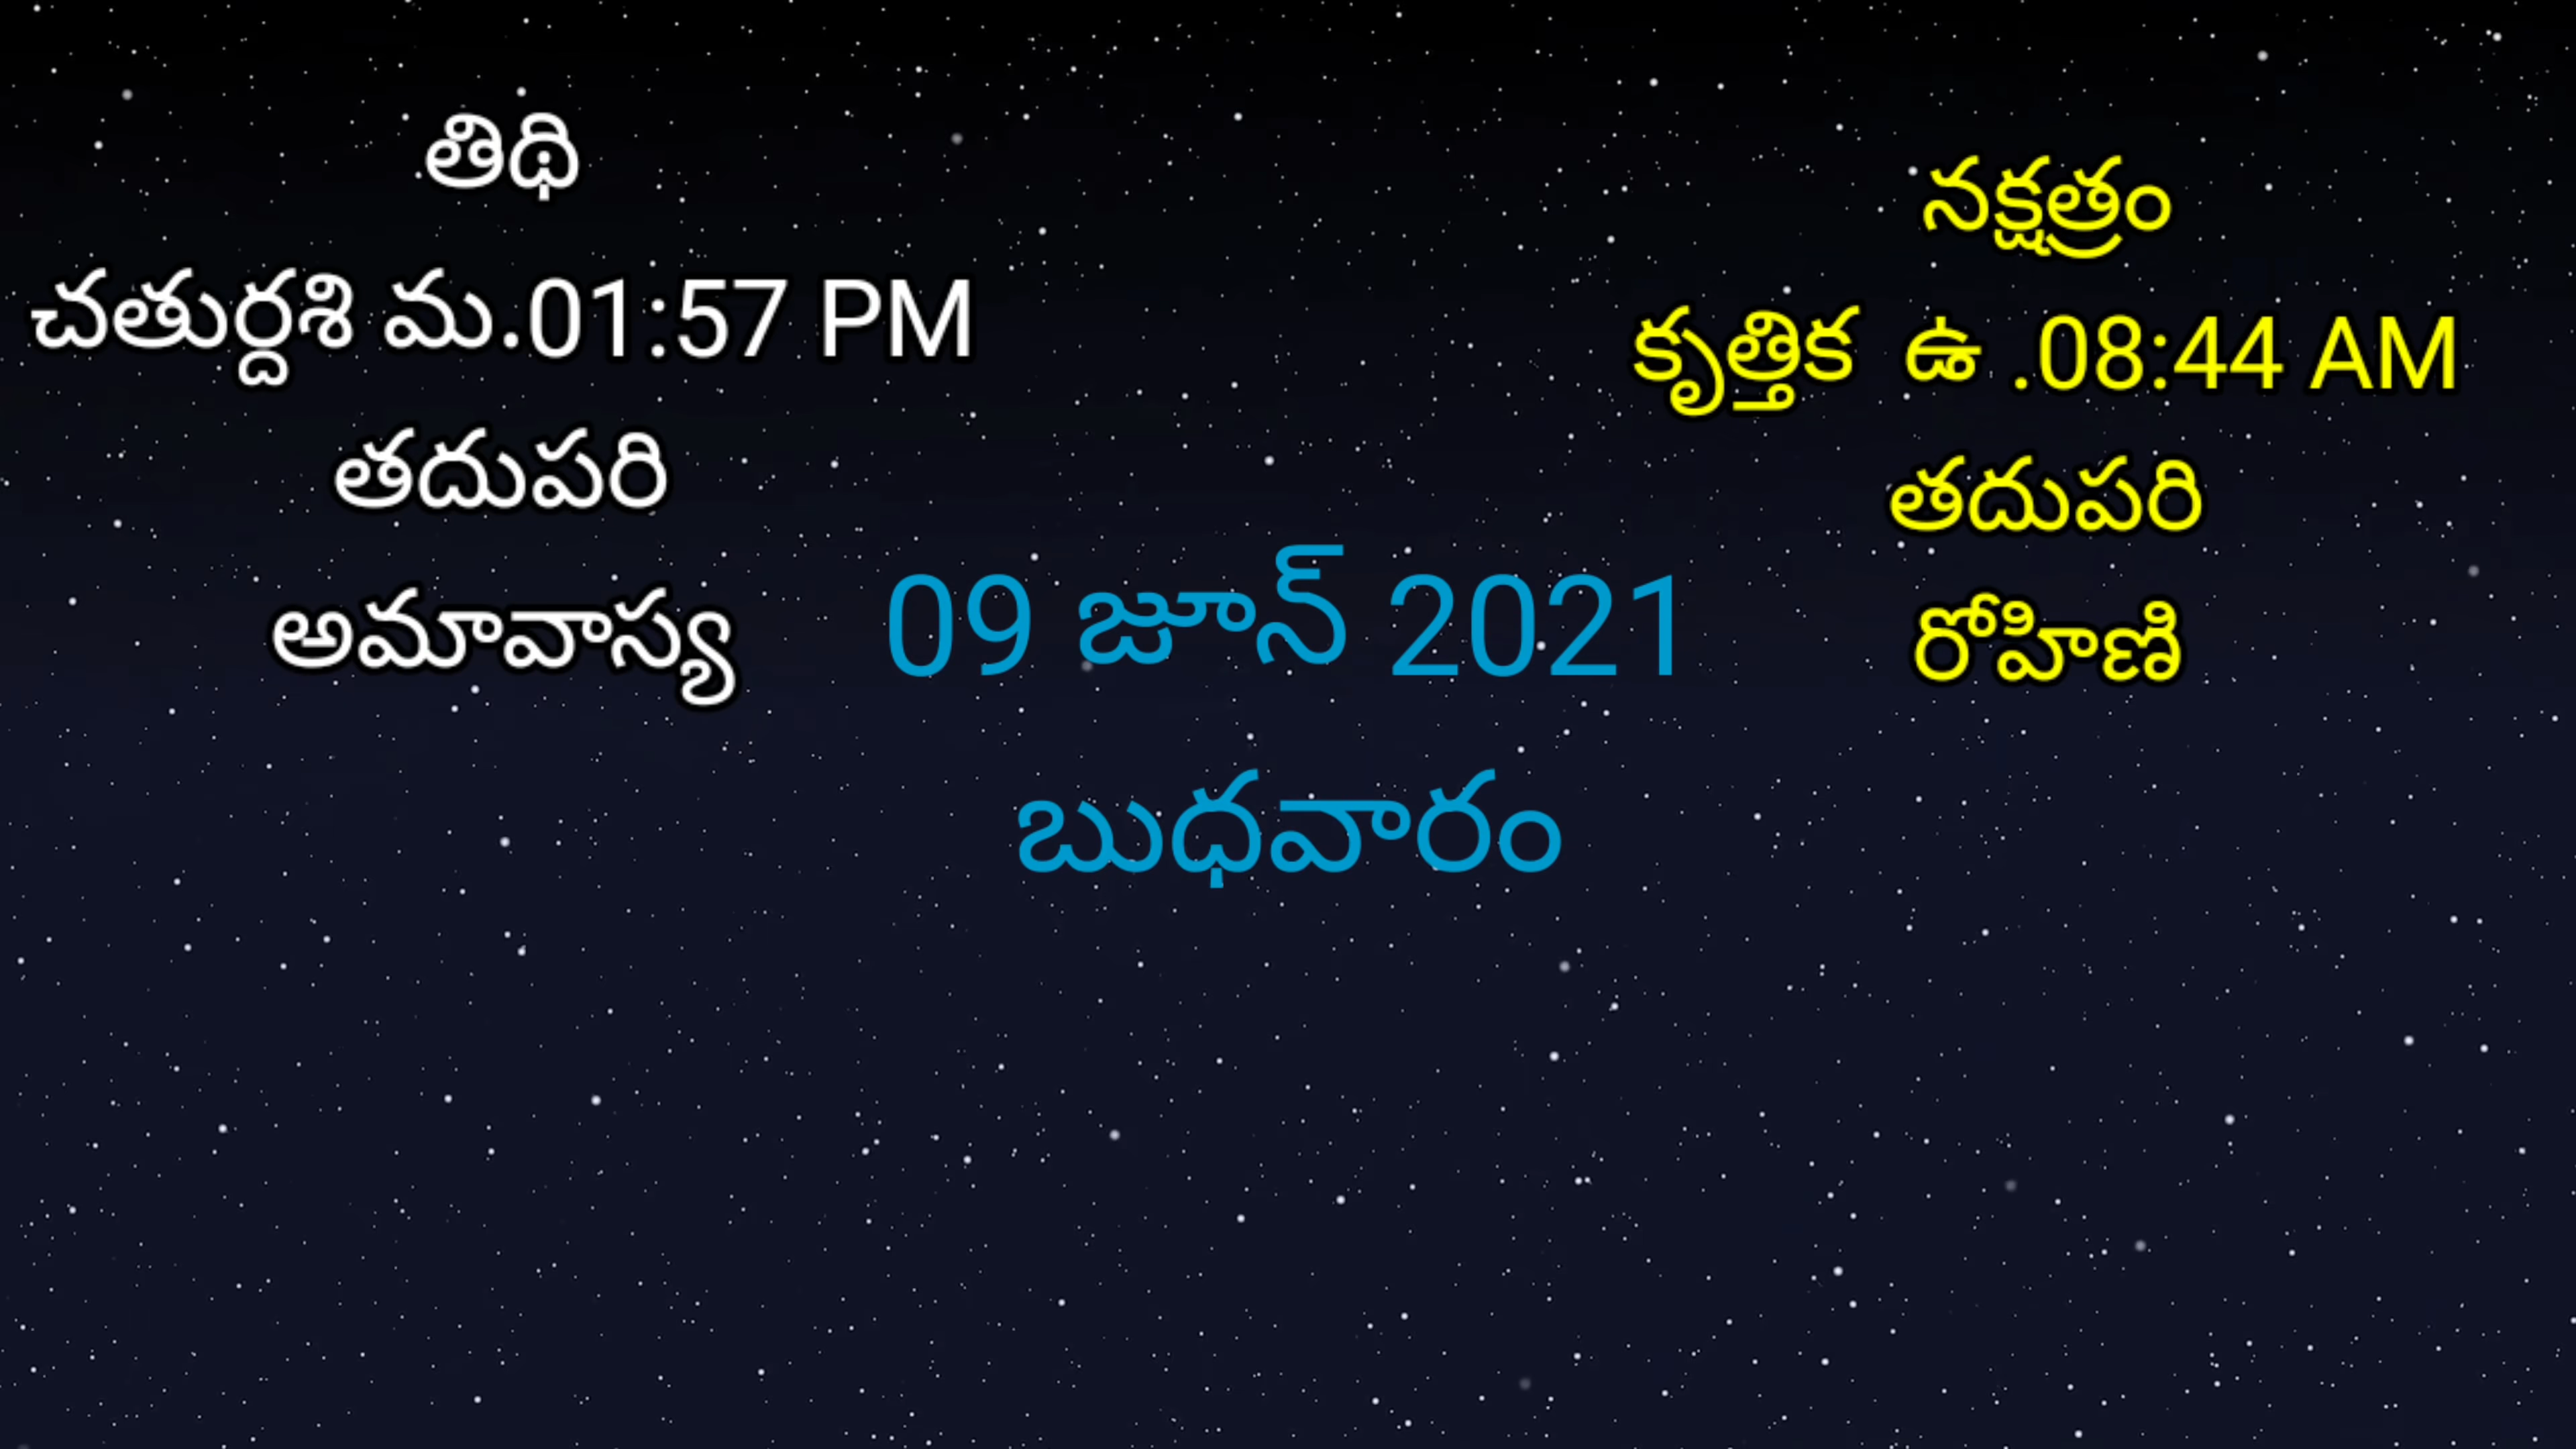 తిథి
చతుర్దశి మ.01:57 PM
తదుపరి
అమావాస్య
నక్షత్రం
కృత్తిక ఉ .08:44 AM
తదుపరి
రోహిణి
09 జూన్ 2021
బుధవారం